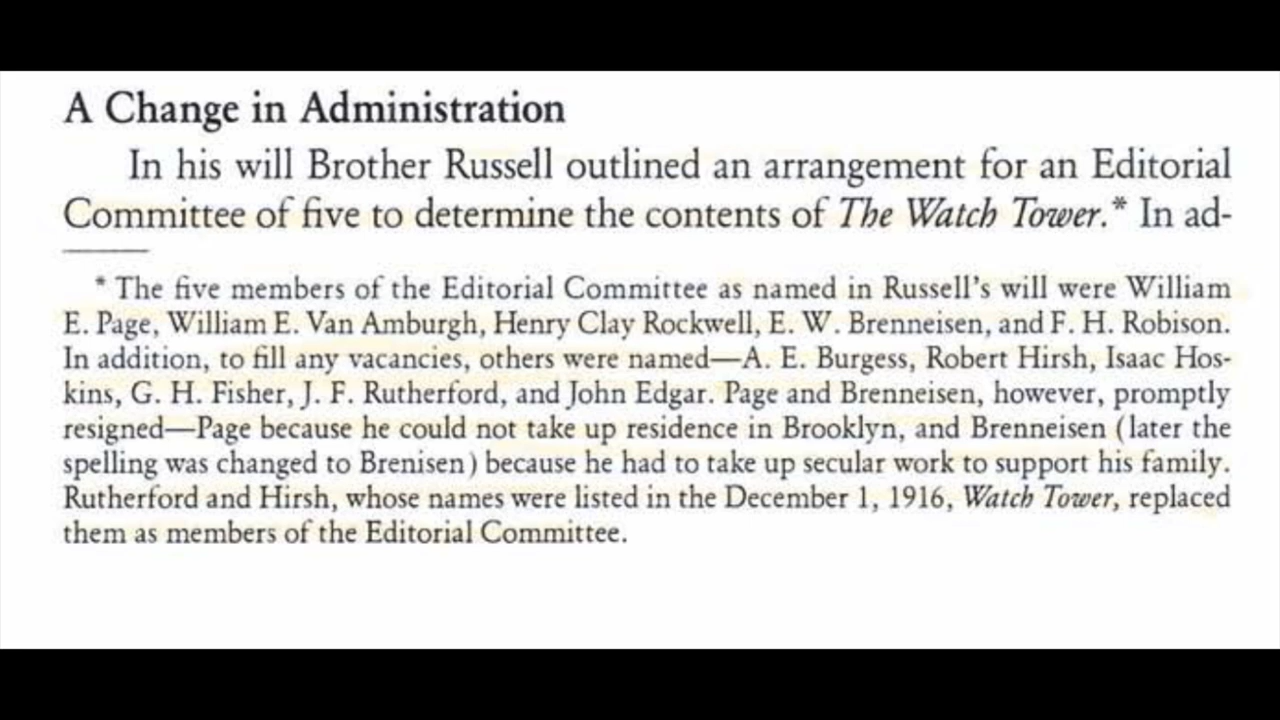 A Change in Administration
In his will Brother Russell outlined an arrangement for an Editorial
Committee of five to determine the contents of The Watch Tower.* In ad-
* The five members of the Editorial Committee as named in Russell's will were William
E. Page, William E. Van Amburgh, Henry Clay Rockwell, E. W. Brenneisen, and F. H. Robison.
In addition, to fill any vacancies, others were named—A. E. Burgess, Robert Hirsh, Isaac Hos-
kins, G. H. Fisher, J. F. Rutherford, and John Edgar. Page and Brenneisen, however, promptly
resigned—Page because he could not take up residence in Brooklyn, and Brenneisen (later the
spelling was changed to Brenisen) because he had to take up secular work to support his family.
Rutherford and Hirsh, whose names were listed in the December 1, 1916, Watch Tower, replaced
them as members of the Editorial Committee.